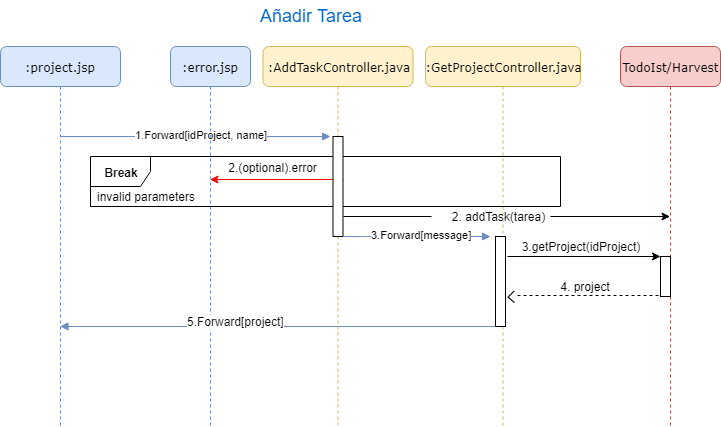 Añadir Tarea
:project.jsp
:error.jsp
:AddTaskController.java
:GetProjectController.java
TodoIst/Harvest
1.Forward[idProject, name]
Break
2.(optional).error
invalid parameters
2. addTask(tarea)
3.Forward[message]
3.getProject(idProject)
4. project
5.Forward[project]